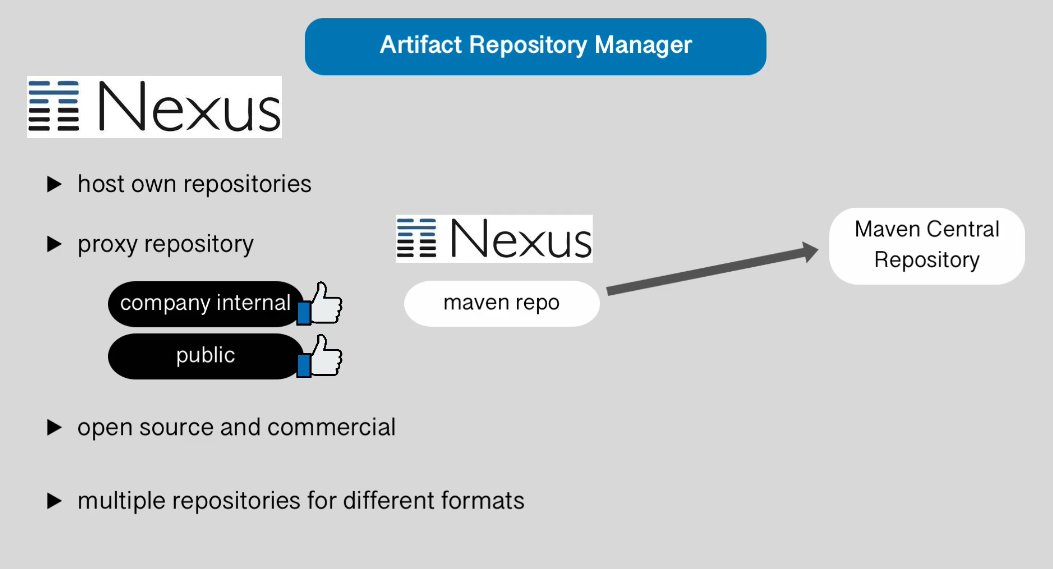 Artifact Repository Manager
Nexus
host own repositories
proxy repository
company internal
public
Nexus
maven repo
Maven Central
Repository
open source and commercial
multiple repositories for different formats